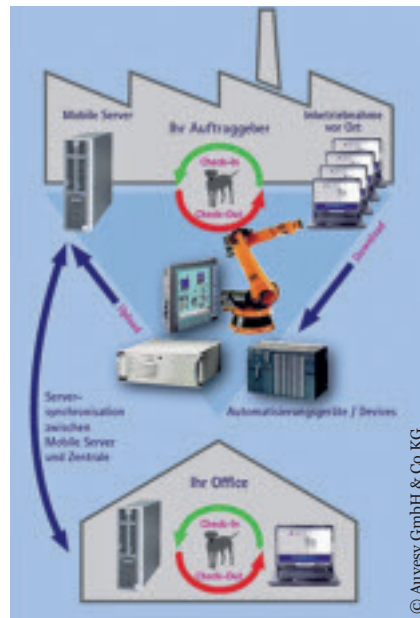 Mobile Server
Ihr Auftraggeber
Inbetriebnahme
vor Ort
Check-In
Check-Out
Upload
Download
Server-
synchronisation
zwischen
Mobile Server
und Zentrale
Automatisierungsgeräte / Devices
Ihr Office
Check-In
Check-Out
© Auvesy GmbH & Co KG